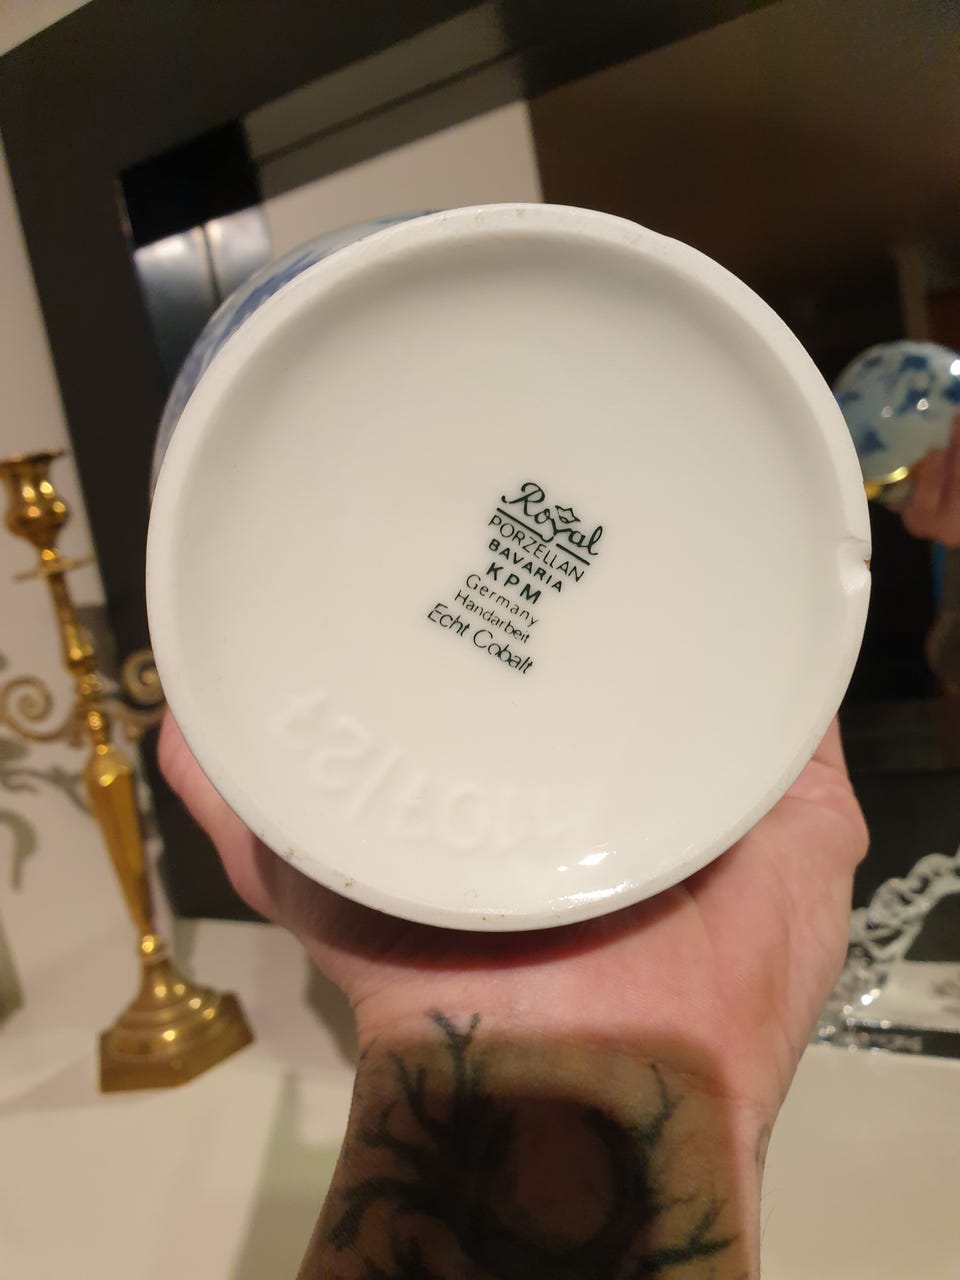 Royal
PORZELLAN
BAVARIA
KPM
Germany
Handarbeit
Echt Cobalt